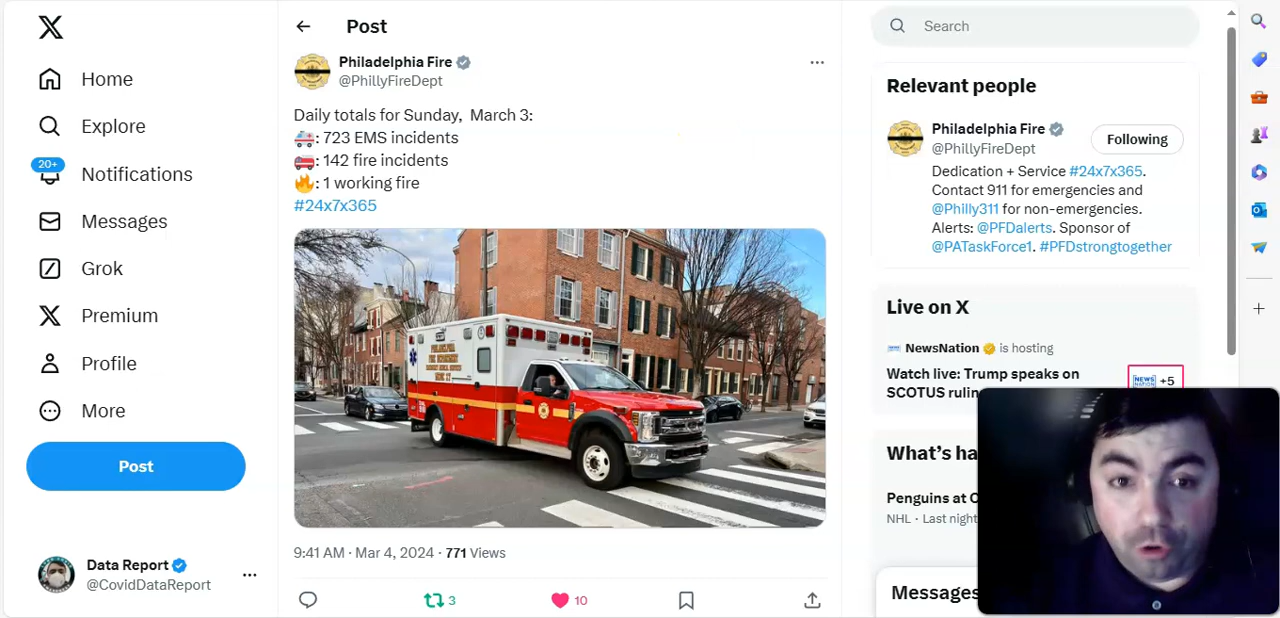 Home
Explore
20+
Notifications
Messages
Grok
Premium
Profile
More
Post
Data Report
@CovidDataReport
Post
Philadelphia Fire
@PhillyFireDept
Daily totals for Sunday, March 3:
: 723 EMS incidents
: 142 fire incidents
: 1 working fire
#24x7x365
9:41 AM · Mar 4, 2024 · 771 Views
3
10
Search
Relevant people
Philadelphia Fire
@PhillyFireDept
Following
Dedication + Service #24x7x365.
Contact 911 for emergencies and
@Philly311 for non-emergencies.
Alerts: @PFDalerts. Sponsor of
@PATaskForce1. #PFDstrongtogether
Live on X
NewsNation is hosting
Watch live: Trump speaks on
SCOTUS rulin
NEWS
NATION
+5
What's ha
Penguins at C
NHL · Last night
Messages